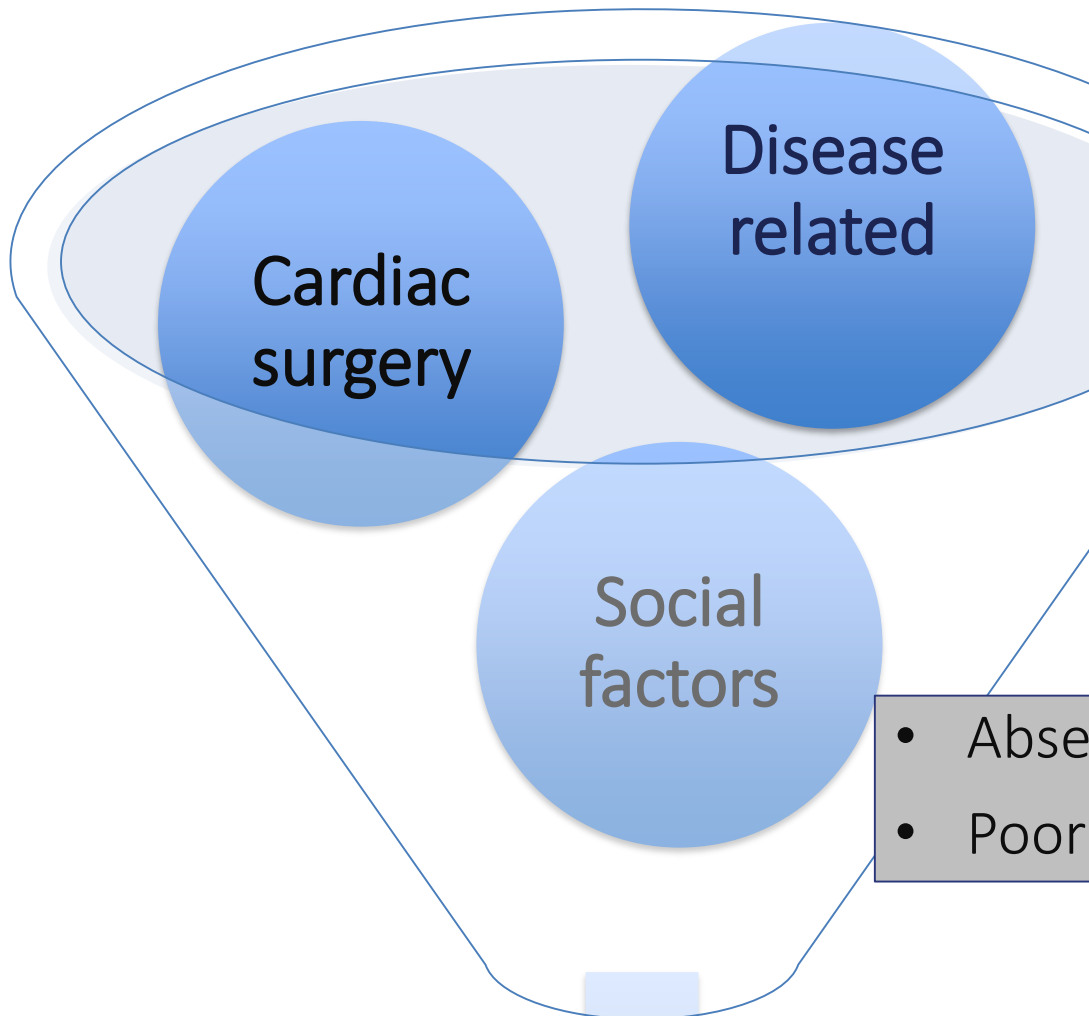 Disease
related
Cardiac
surgery
Social
factors
• Abse
• Poor